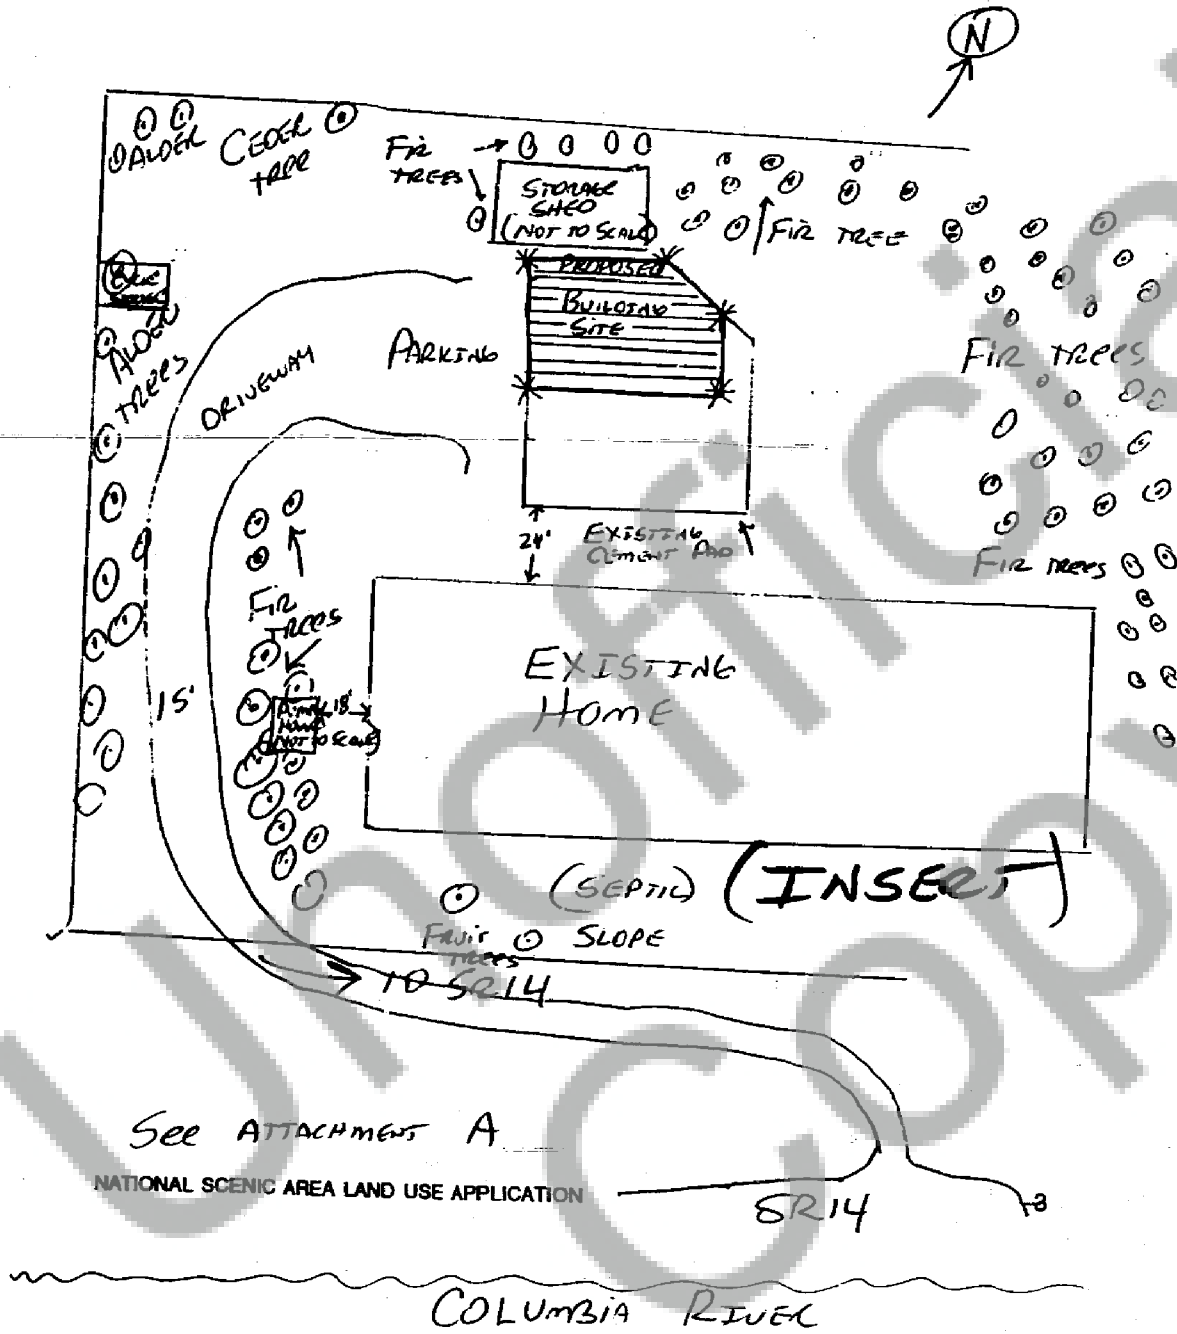 N
ALDER
CEDER
TREE
FIR
TREES
STORAGE
SHED
(NOT TO SCALE)
FIR TREE
PROPOSED
BUILDING
SITE
ALDER
TREES
DRIVEWAY
PARKING
FIR TREES
24'
EXISTING
CEMENT PAD
FIR TREES
FIR
TREES
EXISTING
HOME
15'
18'
(NOT TO SCALE)
(SEPTIC) (INSERT)
FRUIT
TREES
SLOPE
TO SR14
See ATTACHMENT A
NATIONAL SCENIC AREA LAND USE APPLICATION
SR14
COLUMBIA RIVER
Unofficial
Copy